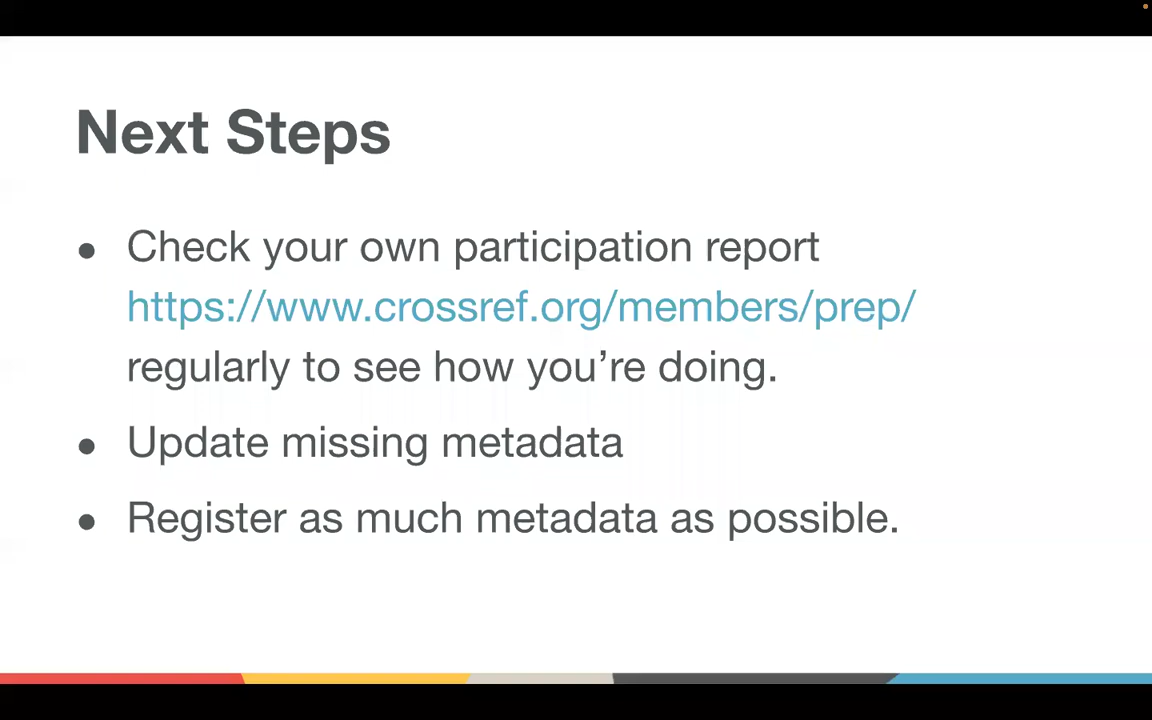 Next Steps
● Check your own participation report
https://www.crossref.org/members/prep/
regularly to see how you’re doing.
● Update missing metadata
● Register as much metadata as possible.